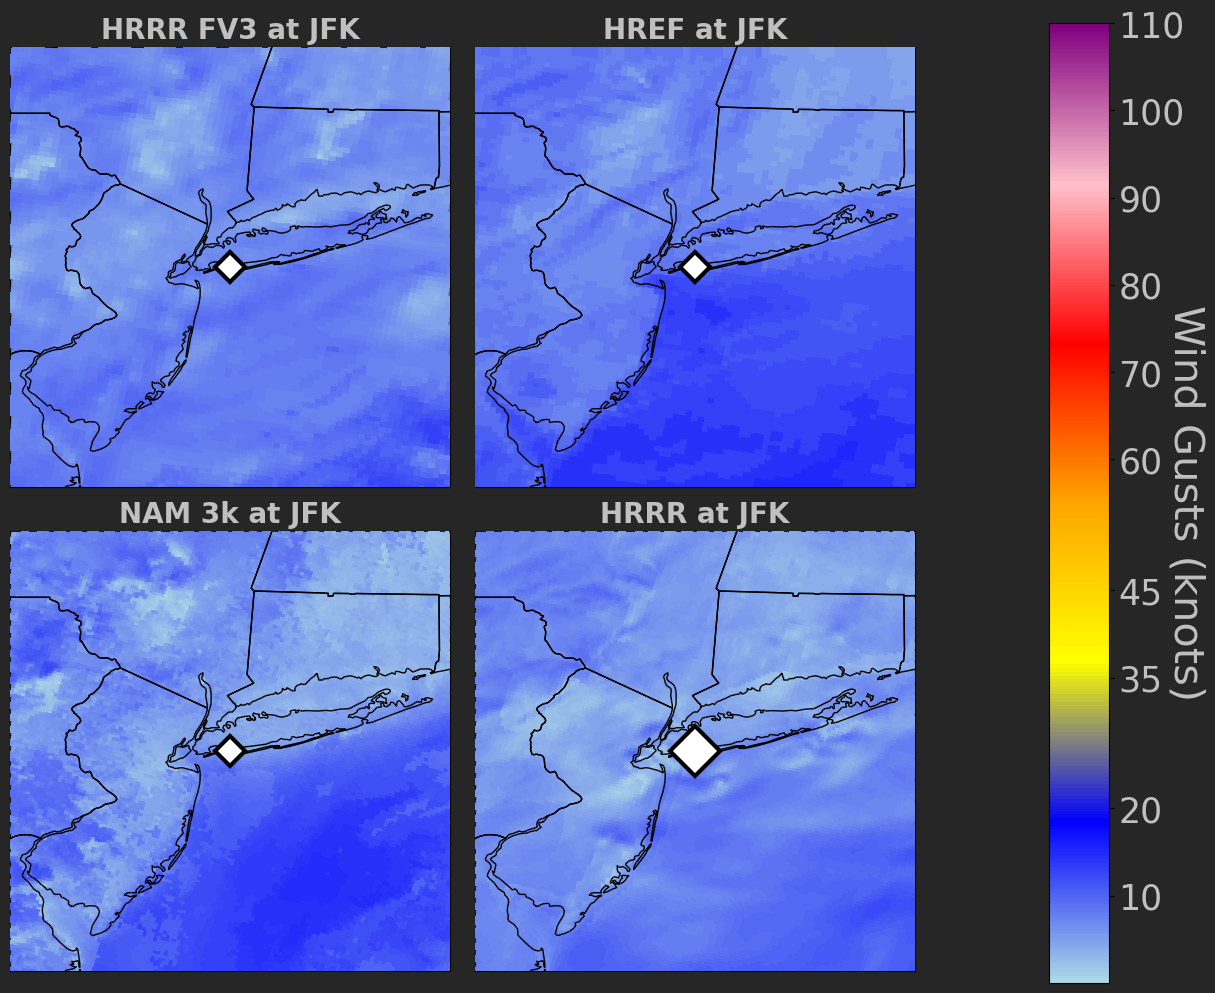 HRRR FV3 at JFK
HREF at JFK
NAM 3k at JFK
HRRR at JFK
110
100
90
80
70
60
45
35
20
10
Wind Gusts (knots)